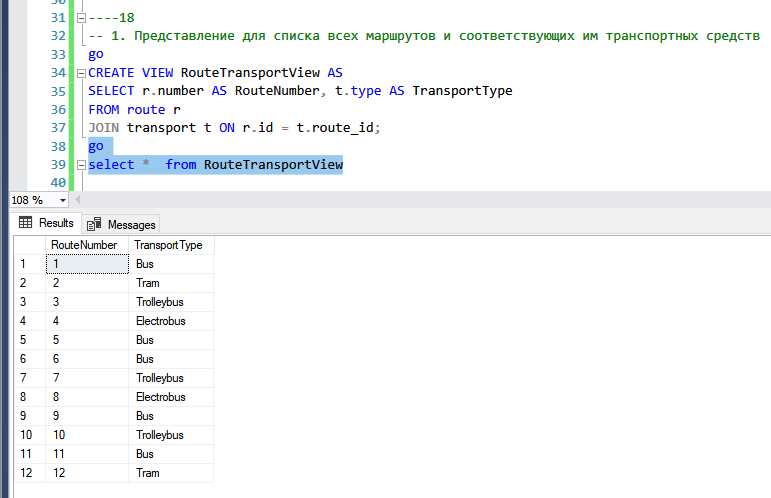 31 ----18
32 -- 1. Представление для списка всех маршрутов и соответствующих им транспортных средств
33 go
34 CREATE VIEW RouteTransportView AS
35 SELECT r.number AS RouteNumber, t.type AS TransportType
36 FROM route r
37 JOIN transport t ON r.id = t.route_id;
38 go
39 select *  from RouteTransportView
40
108 %
Results Messages
RouteNumber TransportType
1 1 Bus
2 2 Tram
3 3 Trolleybus
4 4 Electrobus
5 5 Bus
6 6 Bus
7 7 Trolleybus
8 8 Electrobus
9 9 Bus
10 10 Trolleybus
11 11 Bus
12 12 Tram